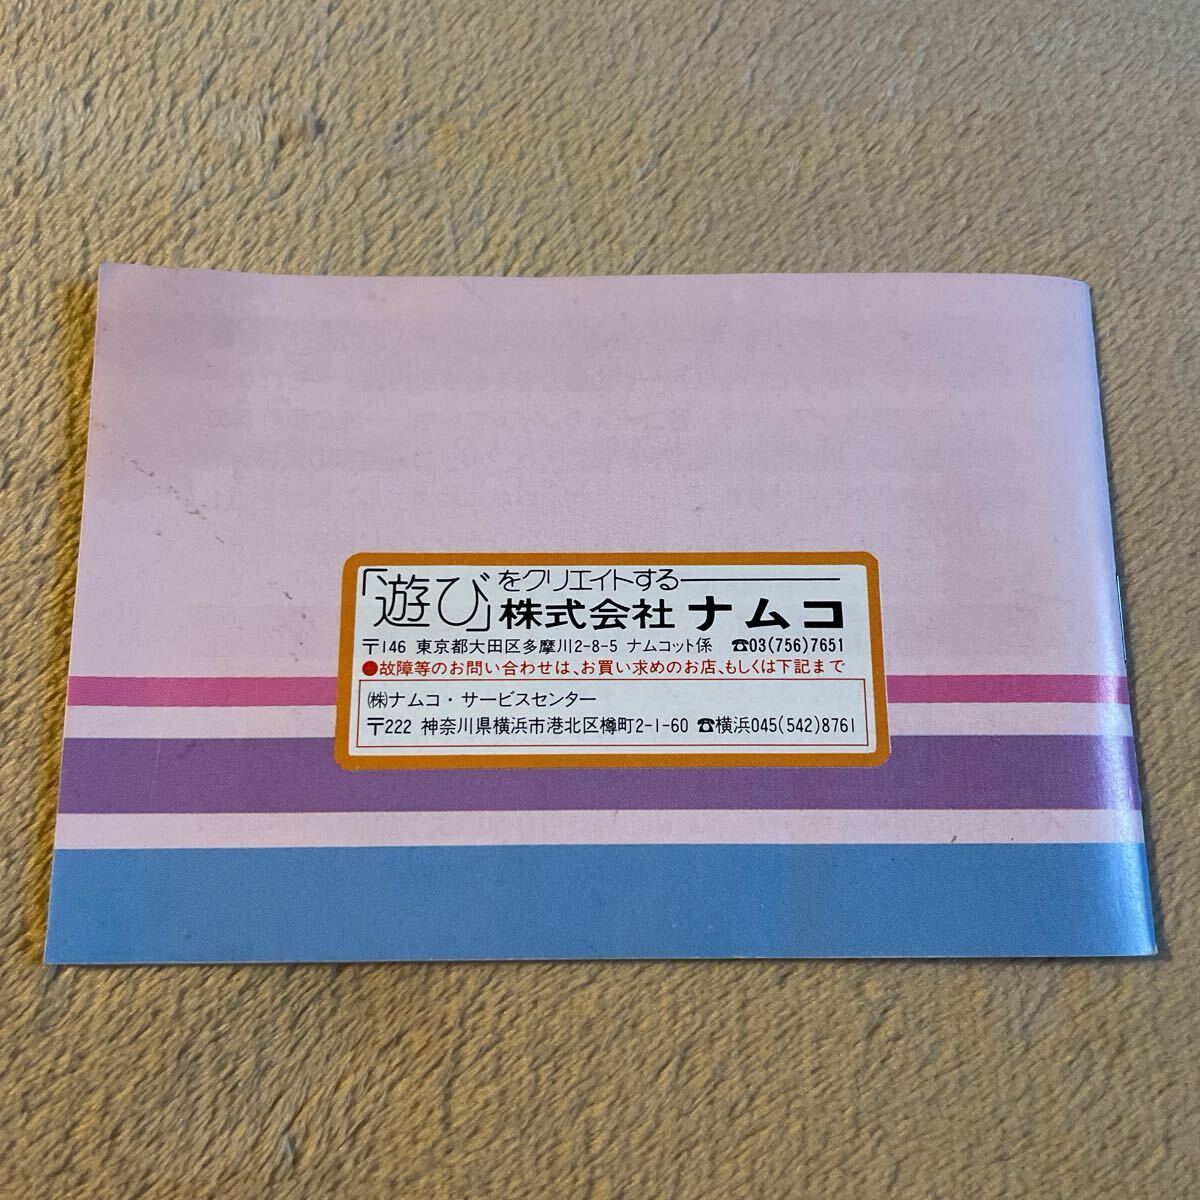 「遊び」をクリエイトする――
株式会社 ナムコ
〒146 東京都大田区多摩川2-8-5 ナムコット係 ☎03(756)7651
●故障等のお問い合わせは、お買い求めのお店、もしくは下記まで
㈱ナムコ・サービスセンター
〒222 神奈川県横浜市港北区樽町2-1-60 ☎横浜045(542)8761